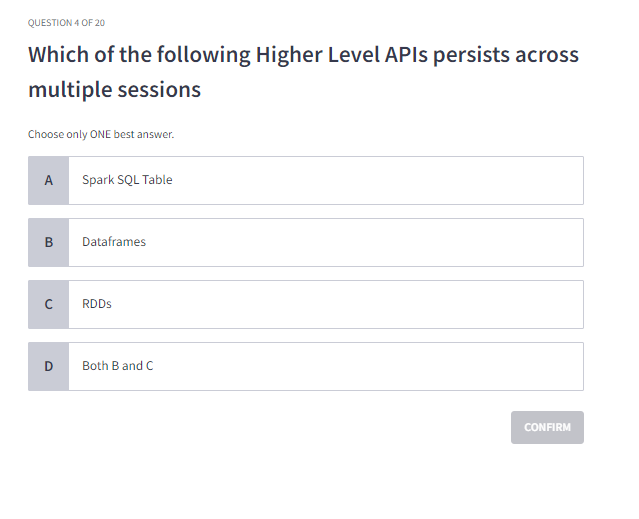 QUESTION 4 OF 20
Which of the following Higher Level APIs persists across
multiple sessions
Choose only ONE best answer.
A Spark SQL Table
B Dataframes
C RDDs
D Both B and C
CONFIRM